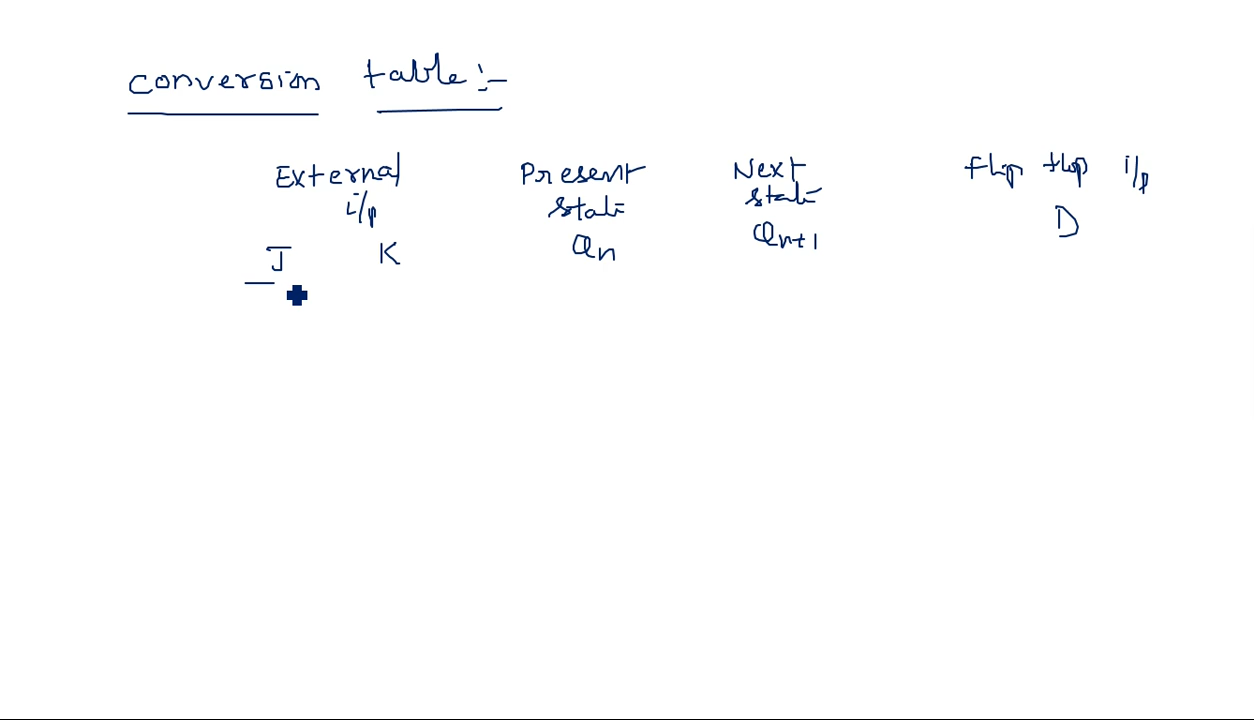 conversion table :-
External Present Next flip flop i/p
i/p state state D
J K Qn Qn+1